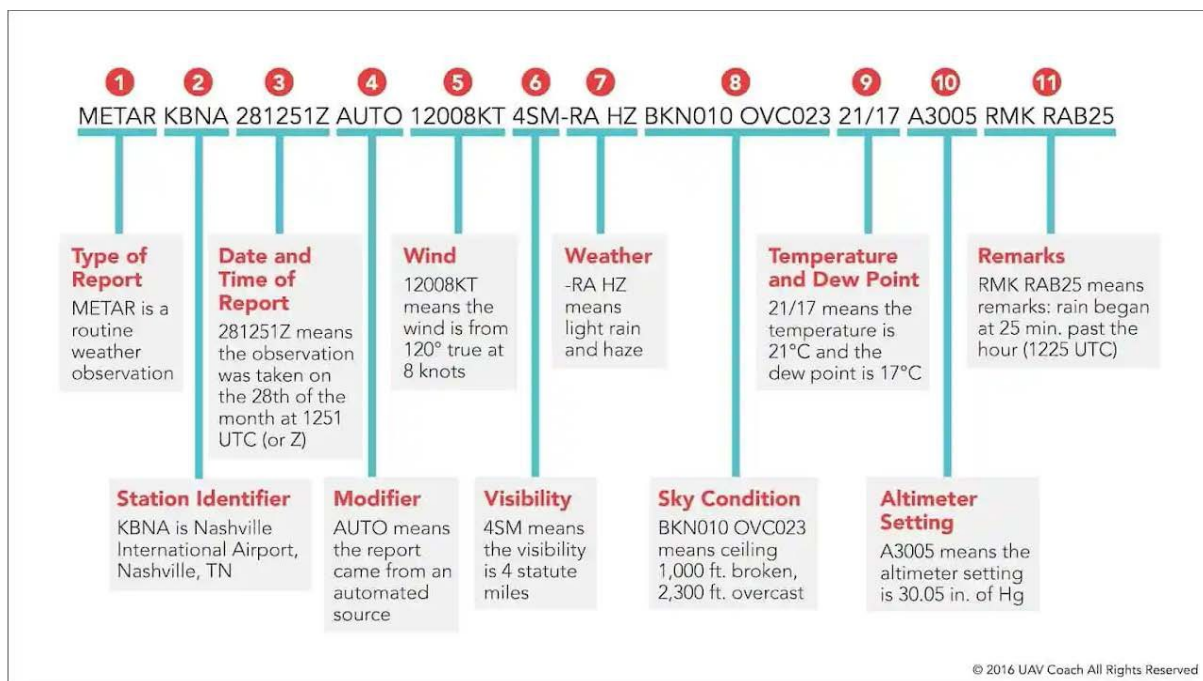 1 2 3 4 5 6 7 8 9 10 11
METAR KBNA 281251Z AUTO 12008KT 4SM-RA HZ BKN010 OVC023 21/17 A3005 RMK RAB25
Type of
Report
METAR is a
routine
weather
observation
Date and
Time of
Report
281251Z means
the observation
was taken on
the 28th of the
month at 1251
UTC (or Z)
Wind
12008KT
means the
wind is from
120° true at
8 knots
Weather
-RA HZ
means
light rain
and haze
Temperature
and Dew Point
21/17 means the
temperature is
21°C and the
dew point is 17°C
Remarks
RMK RAB25 means
remarks: rain began
at 25 min. past the
hour (1225 UTC)
Station Identifier
KBNA is Nashville
International Airport,
Nashville, TN
Modifier
AUTO means
the report
came from an
automated
source
Visibility
4SM means
the visibility
is 4 statute
miles
Sky Condition
BKN010 OVC023
means ceiling
1,000 ft. broken,
2,300 ft. overcast
Altimeter
Setting
A3005 means the
altimeter setting
is 30.05 in. of Hg
© 2016 UAV Coach All Rights Reserved